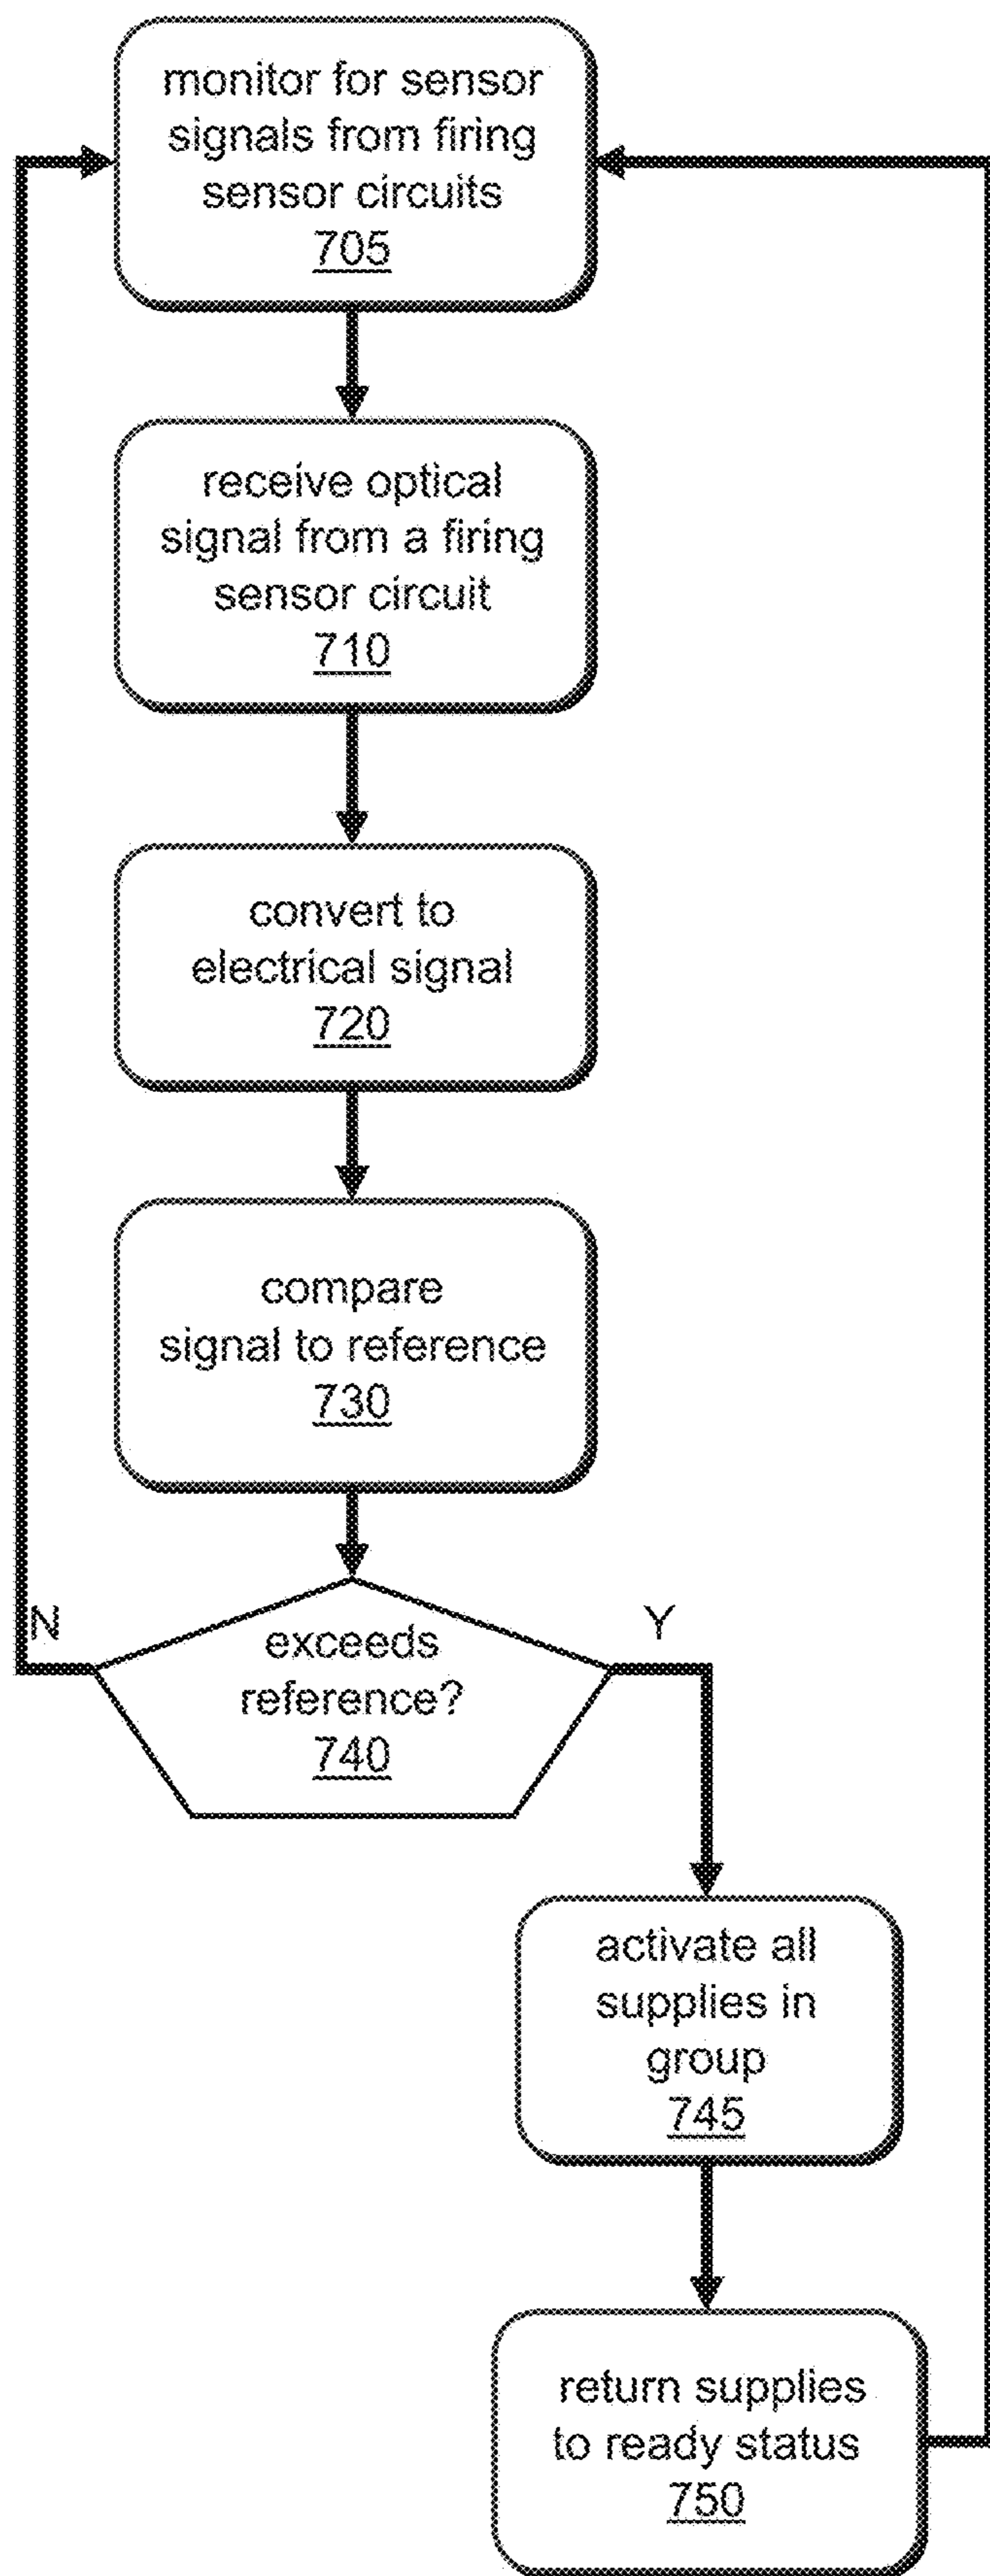 monitor for sensor
signals from firing
sensor circuits
705
receive optical
signal from a firing
sensor circuit
710
convert to
electrical signal
720
compare
signal to reference
730
N
Y
exceeds
reference?
740
activate all
supplies in
group
745
return supplies
to ready status
750